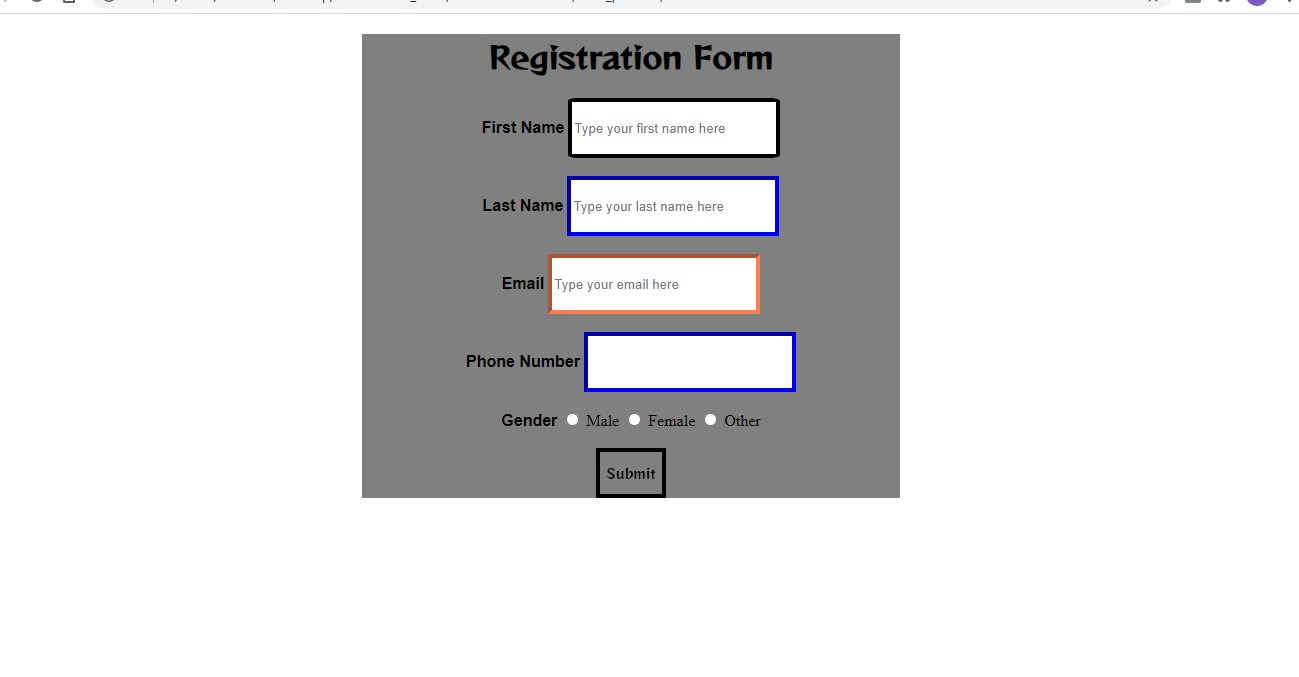 Registration Form
First Name Type your first name here
Last Name Type your last name here
Email Type your email here
Phone Number
Gender Male Female Other
Submit